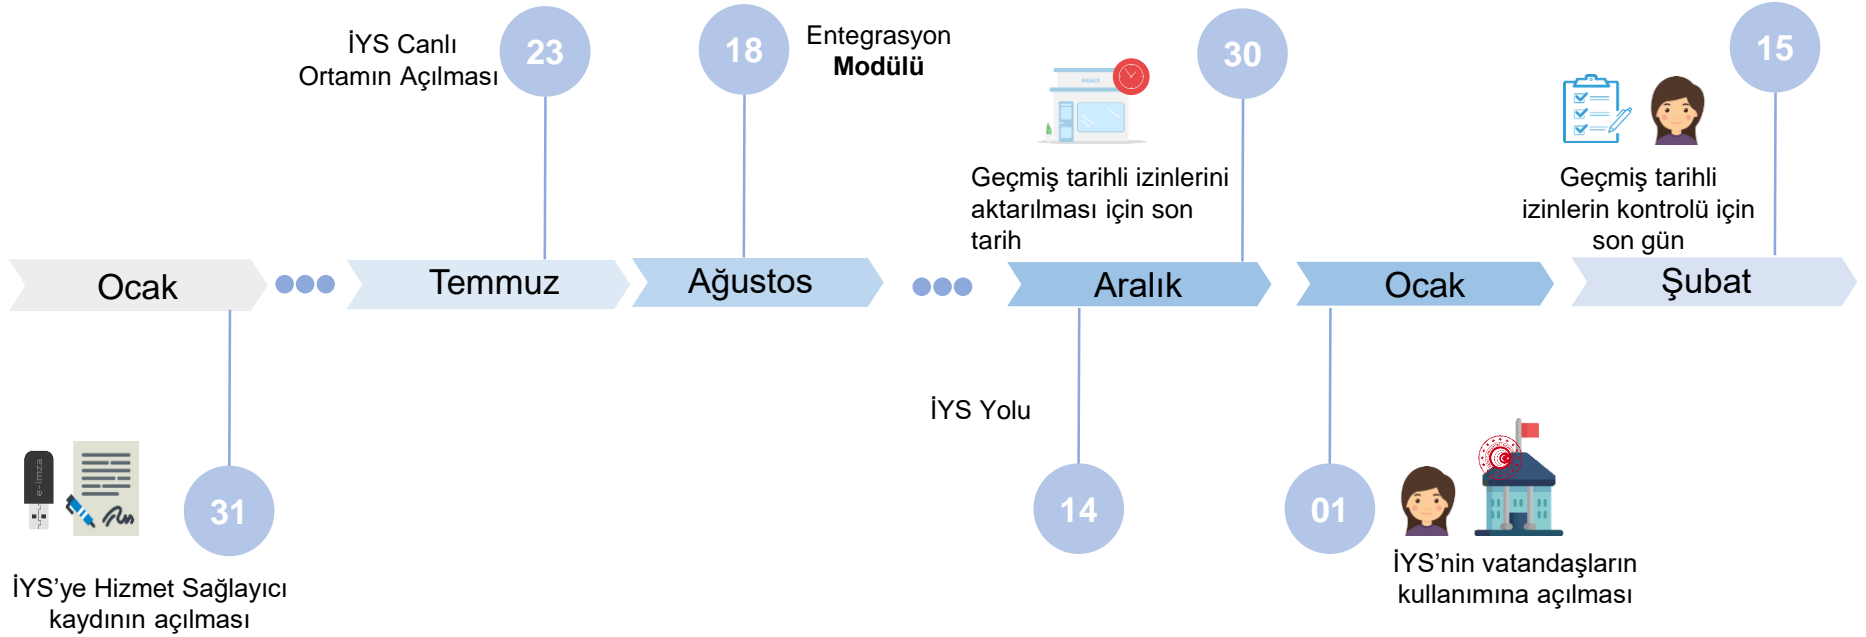 İYS Canlı
Ortamın Açılması
23
18
Entegrasyon
Modülü
30
15
Geçmiş tarihli izinlerini
aktarılması için son
tarih
Geçmiş tarihli
izinlerin kontrolü için
son gün
Ocak
Temmuz
Ağustos
Aralık
Ocak
Şubat
İYS Yolu
e-imza
31
14
01
İYS’ye Hizmet Sağlayıcı
kaydının açılması
İYS’nin vatandaşların
kullanımına açılması